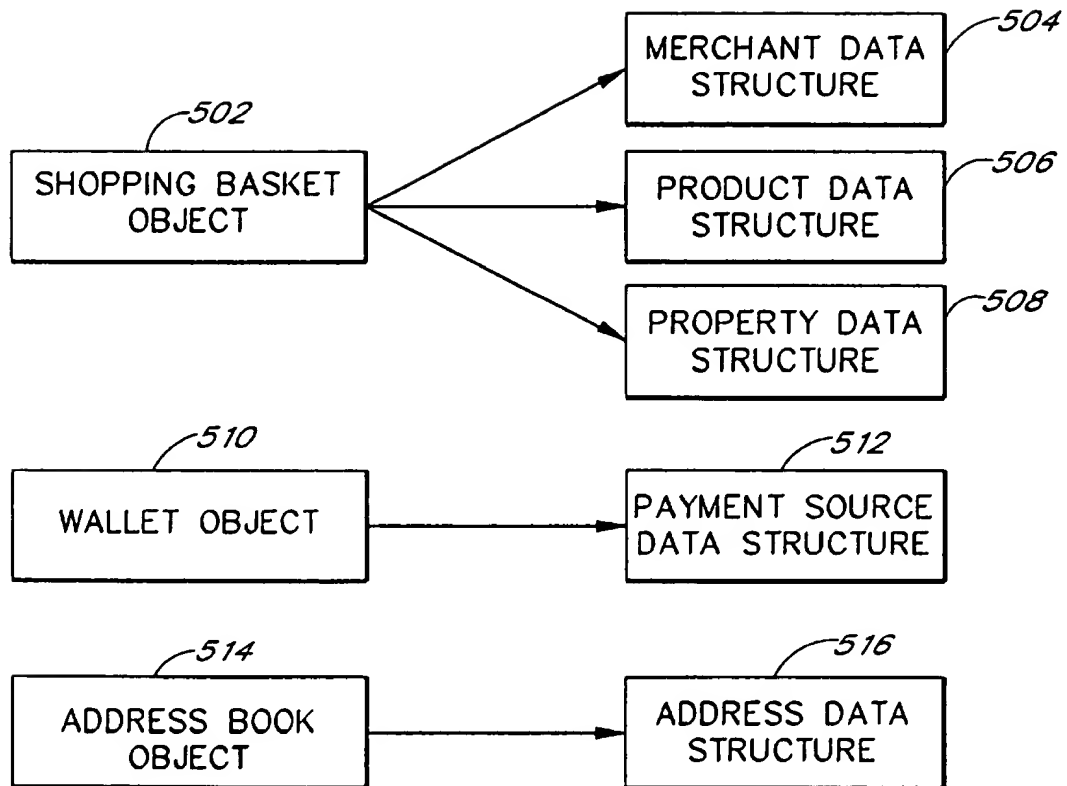 504
MERCHANT DATA
STRUCTURE
502
SHOPPING BASKET
OBJECT
506
PRODUCT DATA
STRUCTURE
508
PROPERTY DATA
STRUCTURE
510
WALLET OBJECT
512
PAYMENT SOURCE
DATA STRUCTURE
514
ADDRESS BOOK
OBJECT
516
ADDRESS DATA
STRUCTURE